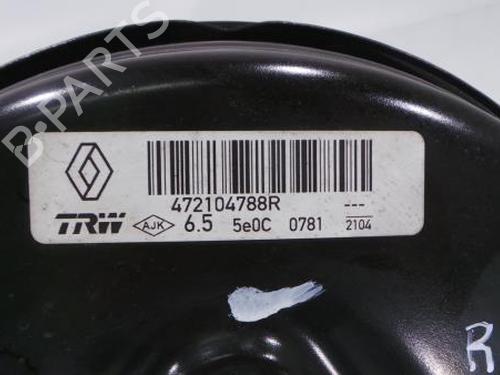 B-PARTS
472104788R
---
TRW AJK 6.5 5e0C 0781 2104
R